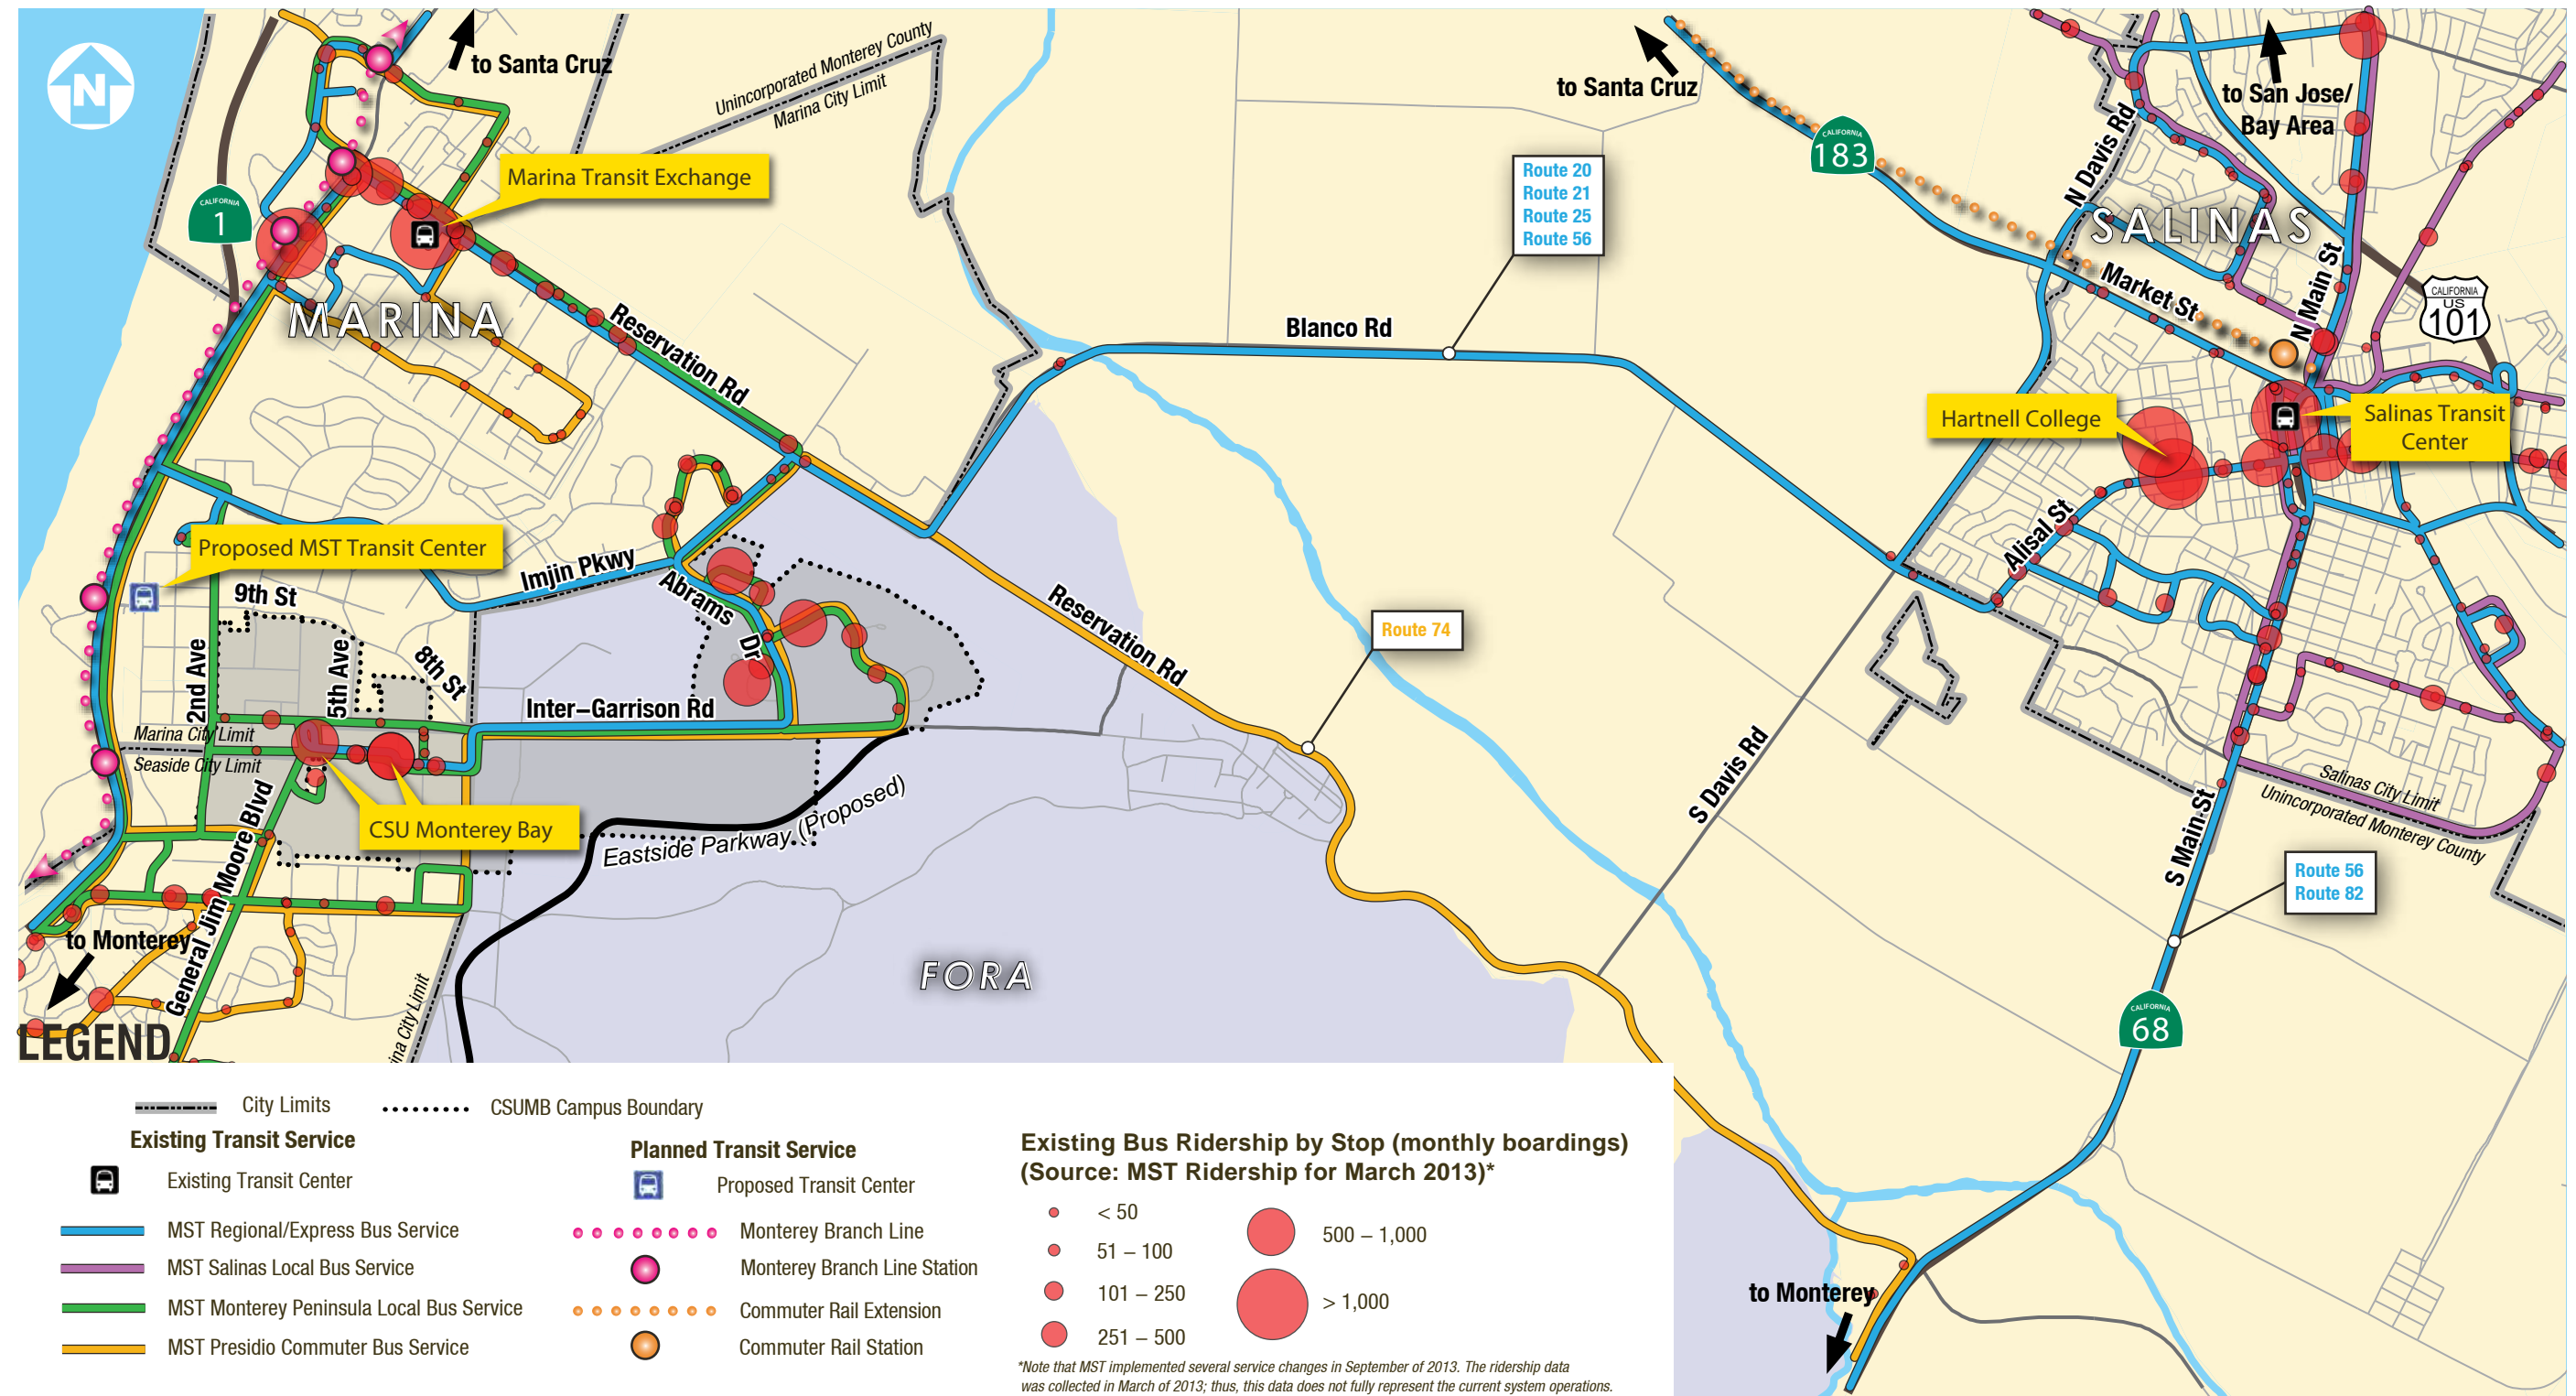 N
to Santa Cruz
Unincorporated Monterey County
Marina City Limit
to Santa Cruz
CALIFORNIA
183
N Davis Rd
to San Jose/
Bay Area
SALINAS
Marina Transit Exchange
CALIFORNIA
1
Route 20
Route 21
Route 25
Route 56
MARINA
Reservation Rd
Blanco Rd
Market St
N Main St
CALIFORNIA
US
101
Hartnell College
Salinas Transit
Center
Proposed MST Transit Center
Imjin Pkwy
Abrams
Dr
Alisal St
9th St
2nd Ave
5th Ave
8th St
Reservation Rd
Route 74
Inter–Garrison Rd
Marina City Limit
Seaside City Limit
CSU Monterey Bay
Eastside Parkway (Proposed)
General Jim Moore Blvd
S Davis Rd
Salinas City Limit
Unincorporated Monterey County
S Main St
Route 56
Route 82
to Monterey
FORA
ina City Limit
CALIFORNIA
68
to Monterey
LEGEND
City Limits
CSUMB Campus Boundary
Existing Transit Service
Existing Transit Center
MST Regional/Express Bus Service
MST Salinas Local Bus Service
MST Monterey Peninsula Local Bus Service
MST Presidio Commuter Bus Service
Planned Transit Service
Proposed Transit Center
Monterey Branch Line
Monterey Branch Line Station
Commuter Rail Extension
Commuter Rail Station
Existing Bus Ridership by Stop (monthly boardings)
(Source: MST Ridership for March 2013)*
< 50
51 – 100
101 – 250
251 – 500
500 – 1,000
> 1,000
*Note that MST implemented several service changes in September of 2013. The ridership data
was collected in March of 2013; thus, this data does not fully represent the current system operations.